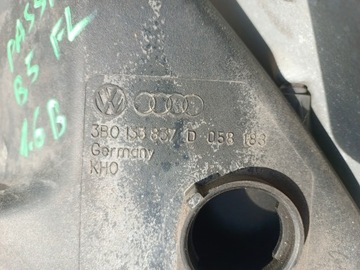 PASSAT
B5 FL
1.6 B
3B0 133 837 D 058 133
Germany
KHO